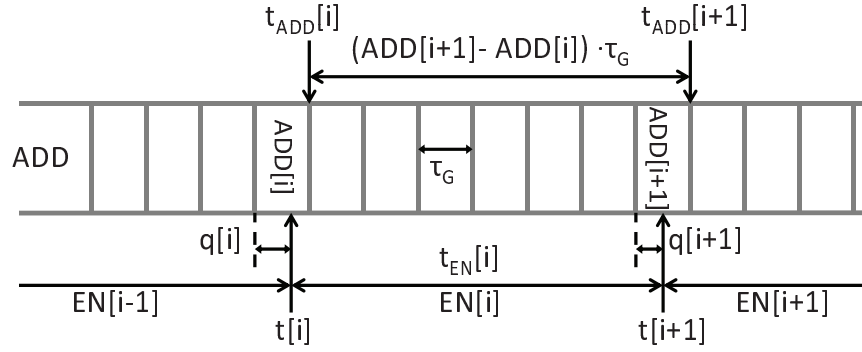 t_ADD[i] t_ADD[i+1]
(ADD[i+1]- ADD[i]) ·τ_G
ADD ADD[i] τ_G ADD[i+1]
q[i] t_EN[i] q[i+1]
EN[i-1] EN[i] EN[i+1]
t[i] t[i+1]